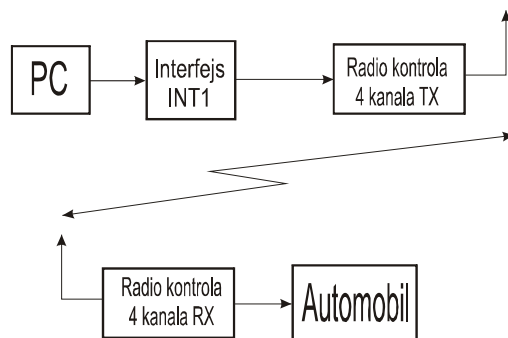 PC
Interfejs
INT1
Radio kontrola
4 kanala TX
Radio kontrola
4 kanala RX
Automobil